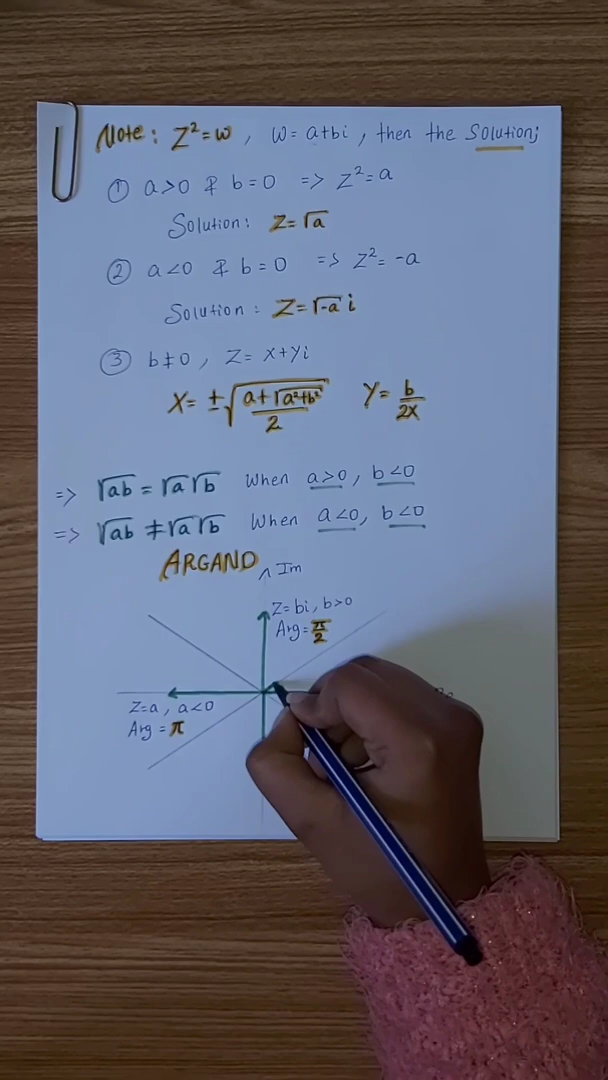 Note: Z²=w, w=a+bi, then the Solution;
① a>0 & b=0 => Z²=a
Solution: Z=√a
② a<0 & b=0 => Z²=-a
Solution: Z=√-a i
③ b≠0, Z=x+yi
X=±√((a+√(a²+b²))/2) Y=b/2X
=> √ab = √a√b When a>0, b<0
=> √ab ≠ √a√b When a<0, b<0
ARGAND
Im
Z=bi, b>0
Arg=π/2
Z=a, a<0
Arg=π